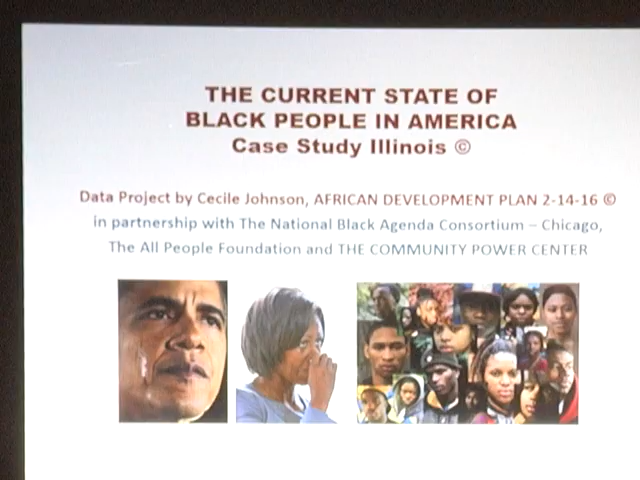 THE CURRENT STATE OF
BLACK PEOPLE IN AMERICA
Case Study Illinois ©
Data Project by Cecile Johnson, AFRICAN DEVELOPMENT PLAN 2-14-16 ©
in partnership with The National Black Agenda Consortium – Chicago,
The All People Foundation and THE COMMUNITY POWER CENTER